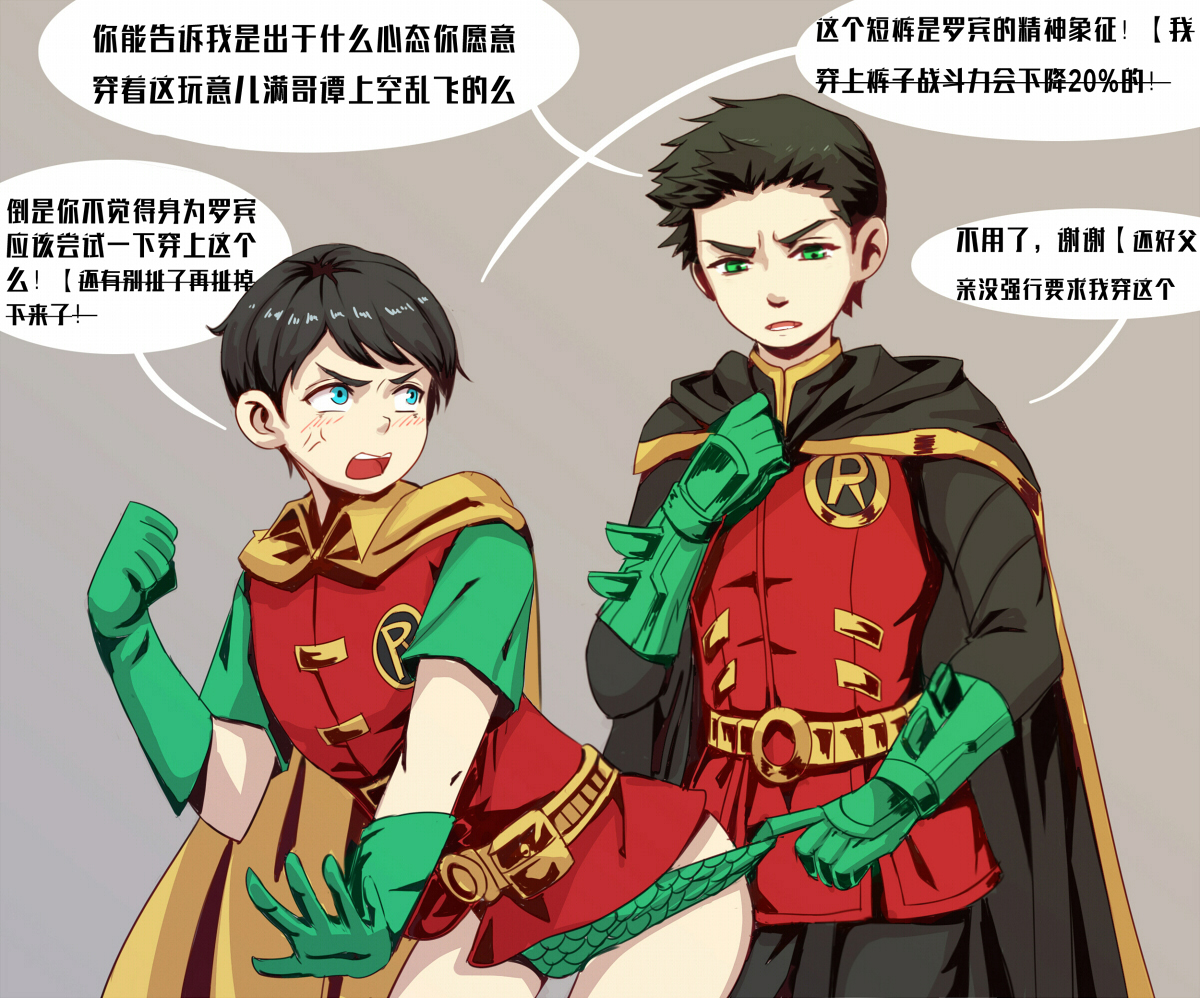 你能告诉我是出于什么心态你愿意
穿着这玩意儿满哥谭上空乱飞的么
这个短裤是罗宾的精神象征！【我
穿上裤子战斗力会下降20%的！
倒是你不觉得身为罗宾
应该尝试一下穿上这个
么！【还有别扯了再扯掉
下来了！
不用了，谢谢【还好父
亲没强行要求我穿这个
R
R